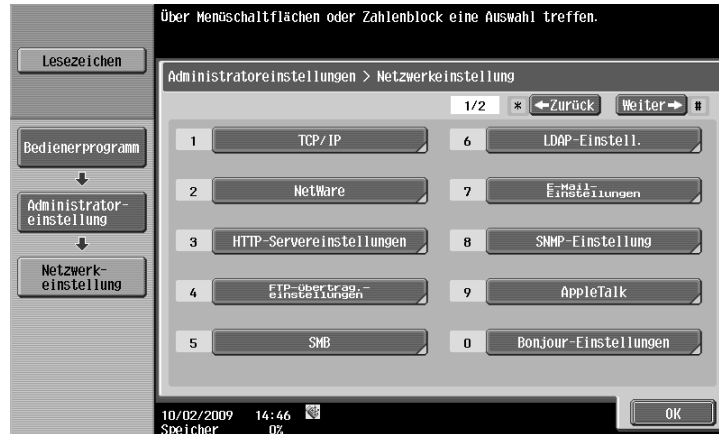 Über Menüschaltflächen oder Zahlenblock eine Auswahl treffen.
Lesezeichen
Administratoreinstellungen > Netzwerkeinstellung
1/2 * ←Zurück Weiter→ #
Bedienerprogramm
Administrator-
einstellung
Netzwerk-
einstellung
1 TCP/IP
2 NetWare
3 HTTP-Servereinstellungen
4 FTP-Übertrag.-
einstellungen
5 SMB
6 LDAP-Einstell.
7 E-Mail-
Einstellungen
8 SNMP-Einstellung
9 AppleTalk
0 Bonjour-Einstellungen
10/02/2009 14:46
Speicher 0%
OK